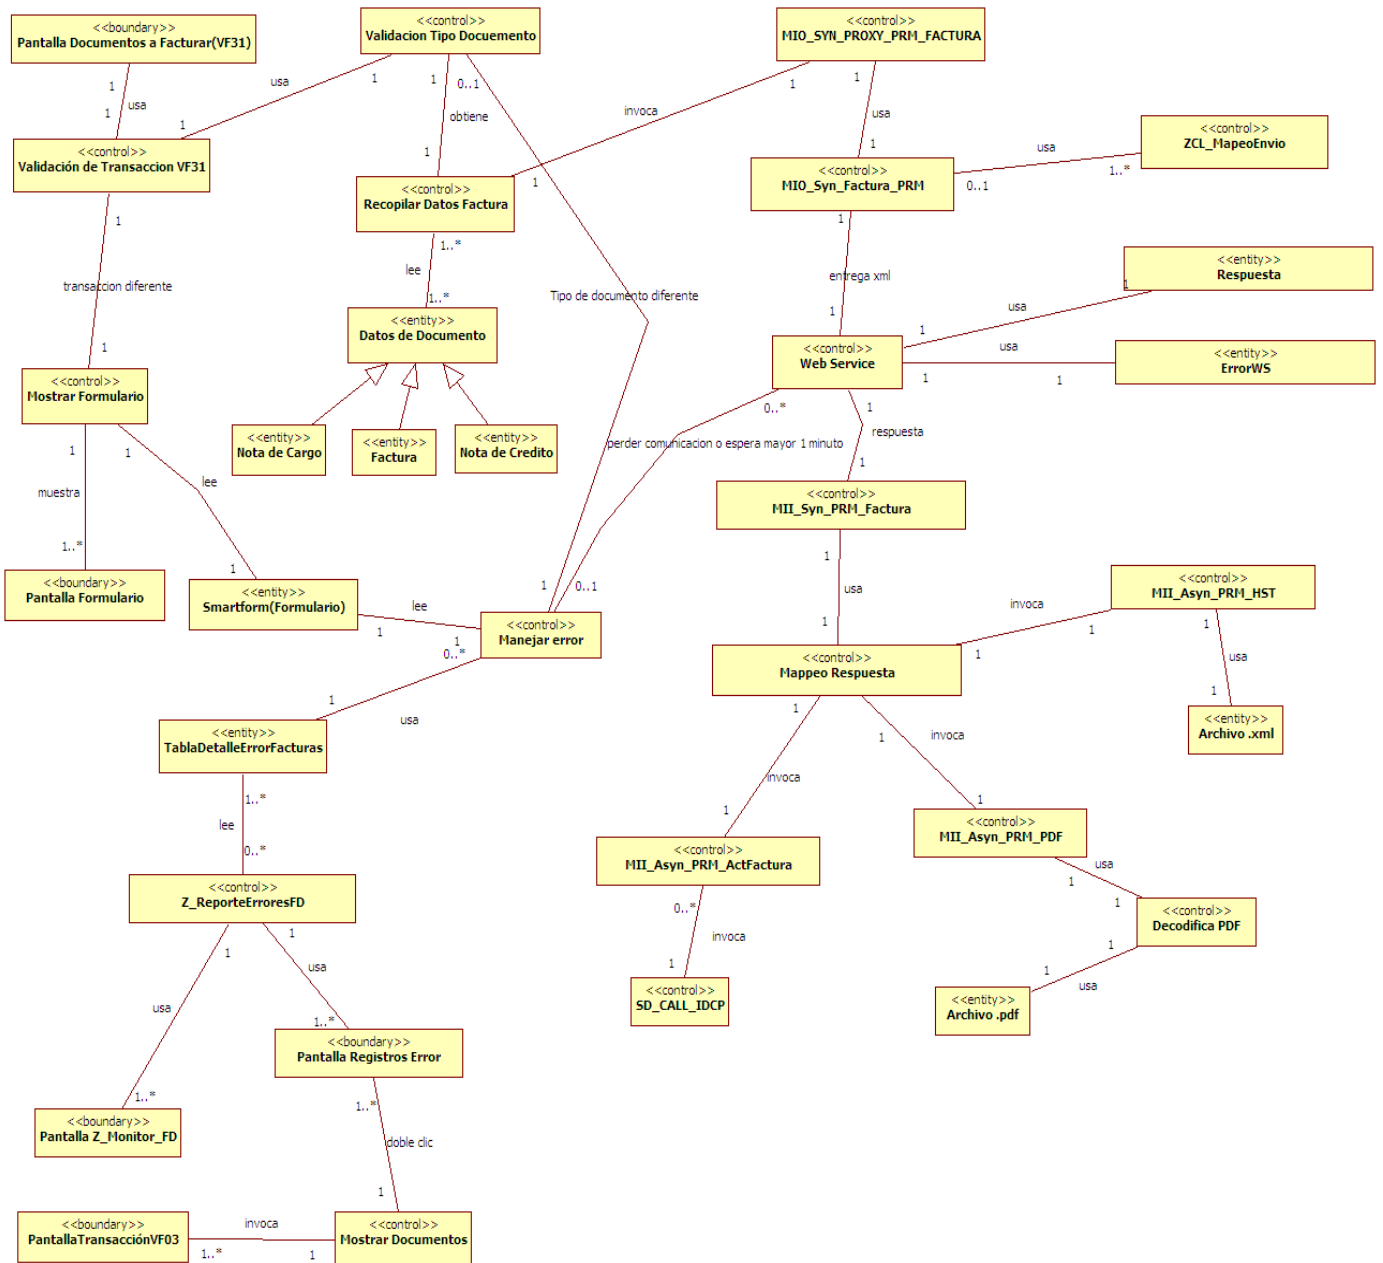 <<boundary>>
Pantalla Documentos a Facturar(VF31)
<<control>>
Validacion Tipo Docuemento
<<control>>
MIO_SYN_PROXY_PRM_FACTURA
1
usa
1
1
usa
1
1
obtiene
1
0..1
1
invoca
1
1
usa
1
<<control>>
Validación de Transaccion VF31
<<control>>
Recopilar Datos Factura
<<control>>
MIO_Syn_Factura_PRM
<<control>>
ZCL_MapeoEnvio
usa
0..1
1..*
1
transaccion diferente
1
1..*
lee
1..*
Tipo de documento diferente
1
entrega xml
1
<<entity>>
Respuesta
1
usa
1
<<entity>>
Datos de Documento
<<control>>
Web Service
<<entity>>
ErrorWS
usa
1
1
<<control>>
Mostrar Formulario
<<entity>>
Nota de Cargo
<<entity>>
Factura
<<entity>>
Nota de Credito
0..*
perder comunicacion o espera mayor 1 minuto
1
respuesta
1
1
muestra
1..*
1
lee
1
<<control>>
MII_Syn_PRM_Factura
<<boundary>>
Pantalla Formulario
<<entity>>
Smartform(Formulario)
1
0..1
1
usa
1
<<control>>
MII_Asyn_PRM_HST
lee
1
1
<<control>>
Manejar error
0..*
usa
1
invoca
1
1
1
usa
1
<<control>>
Mappeo Respuesta
<<entity>>
Archivo .xml
<<entity>>
TablaDetalleErrorFacturas
1
invoca
1
1
invoca
1
1..*
lee
0..*
<<control>>
MII_Asyn_PRM_ActFactura
<<control>>
MII_Asyn_PRM_PDF
usa
1
1
<<control>>
Z_ReporteErroresFD
0..*
invoca
1
<<control>>
Decodifica PDF
1
usa
1
1
usa
1..*
1
usa
1..*
<<control>>
SD_CALL_IDCP
<<entity>>
Archivo .pdf
<<boundary>>
Pantalla Registros Error
<<boundary>>
Pantalla Z_Monitor_FD
1..*
doble clic
1
<<boundary>>
PantallaTransacciónVF03
invoca
1..*
1
<<control>>
Mostrar Documentos